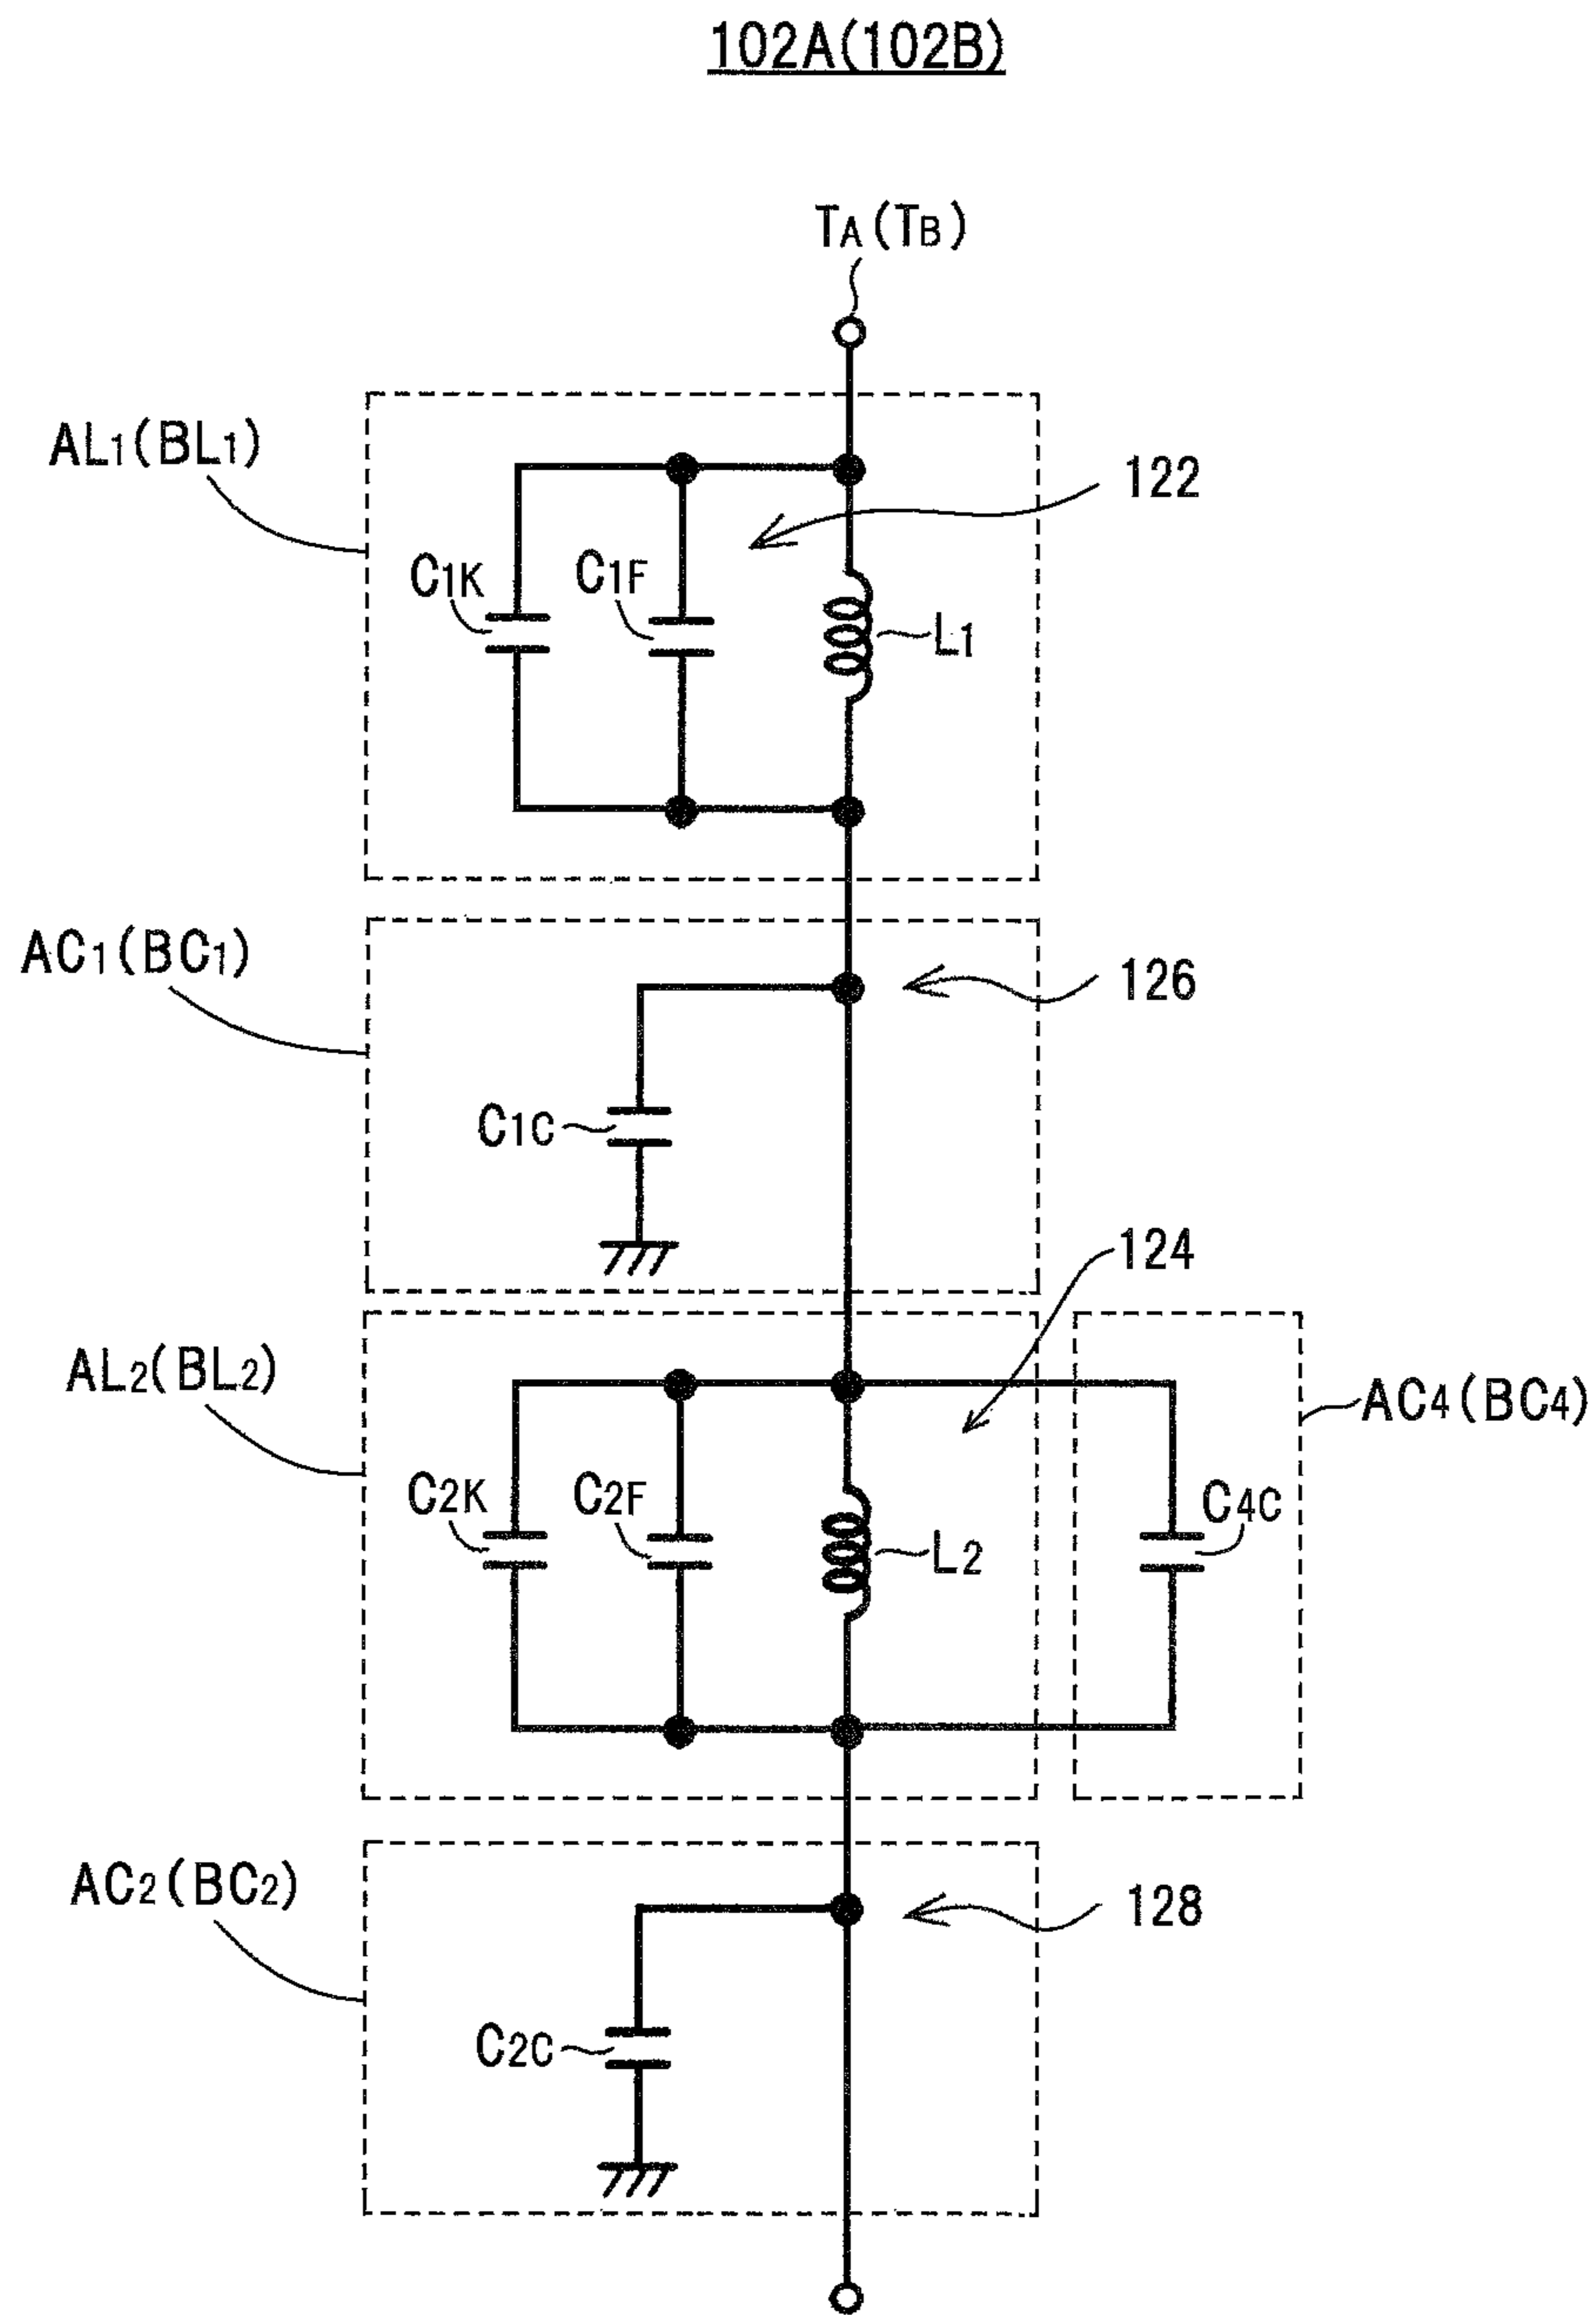 102A(102B)
TA(TB)
AL1(BL1)
122
C1K
C1F
L1
AC1(BC1)
126
C1C
124
AL2(BL2)
AC4(BC4)
C2K
C2F
C4C
L2
AC2(BC2)
128
C2C